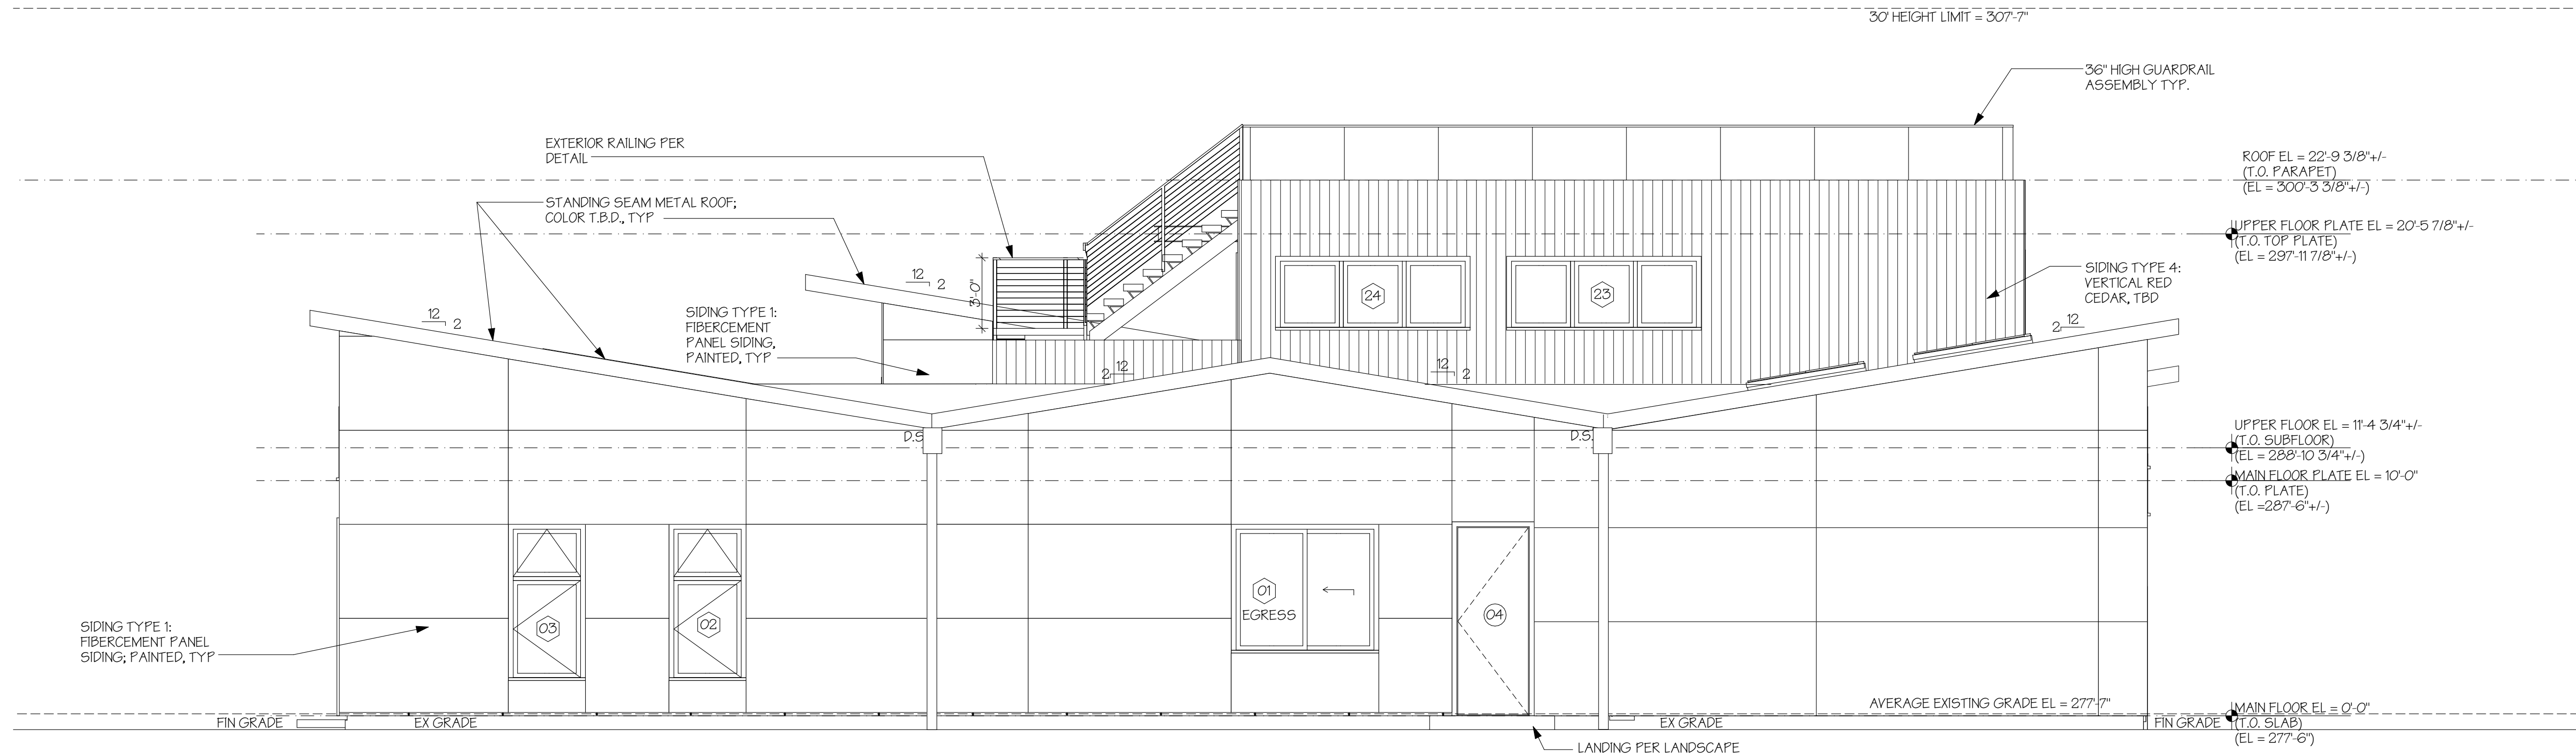 30' HEIGHT LIMIT = 307'-7"
36" HIGH GUARDRAIL
ASSEMBLY TYP.
EXTERIOR RAILING PER
DETAIL
ROOF EL = 22'-9 3/8"+/-
(T.O. PARAPET)
(EL = 300'-3 3/8"+/-)
STANDING SEAM METAL ROOF;
COLOR T.B.D., TYP
UPPER FLOOR PLATE EL = 20'-5 7/8"+/-
(T.O. TOP PLATE)
(EL = 297'-11 7/8"+/-)
SIDING TYPE 4:
VERTICAL RED
CEDAR, TBD
12
2
3'-0"
24
23
SIDING TYPE 1:
FIBERCEMENT
PANEL SIDING,
PAINTED, TYP
12
2
12
2
12
2
12
2
D.S.
D.S.
UPPER FLOOR EL = 11'-4 3/4"+/-
(T.O. SUBFLOOR)
(EL = 288'-10 3/4"+/-)
MAIN FLOOR PLATE EL = 10'-0"
(T.O. PLATE)
(EL =287'-6"+/-)
01
EGRESS
04
03
02
SIDING TYPE 1:
FIBERCEMENT PANEL
SIDING; PAINTED, TYP
AVERAGE EXISTING GRADE EL = 277'-7"
MAIN FLOOR EL = 0'-0"
(T.O. SLAB)
(EL = 277'-6")
FIN GRADE
EX GRADE
EX GRADE
FIN GRADE
LANDING PER LANDSCAPE